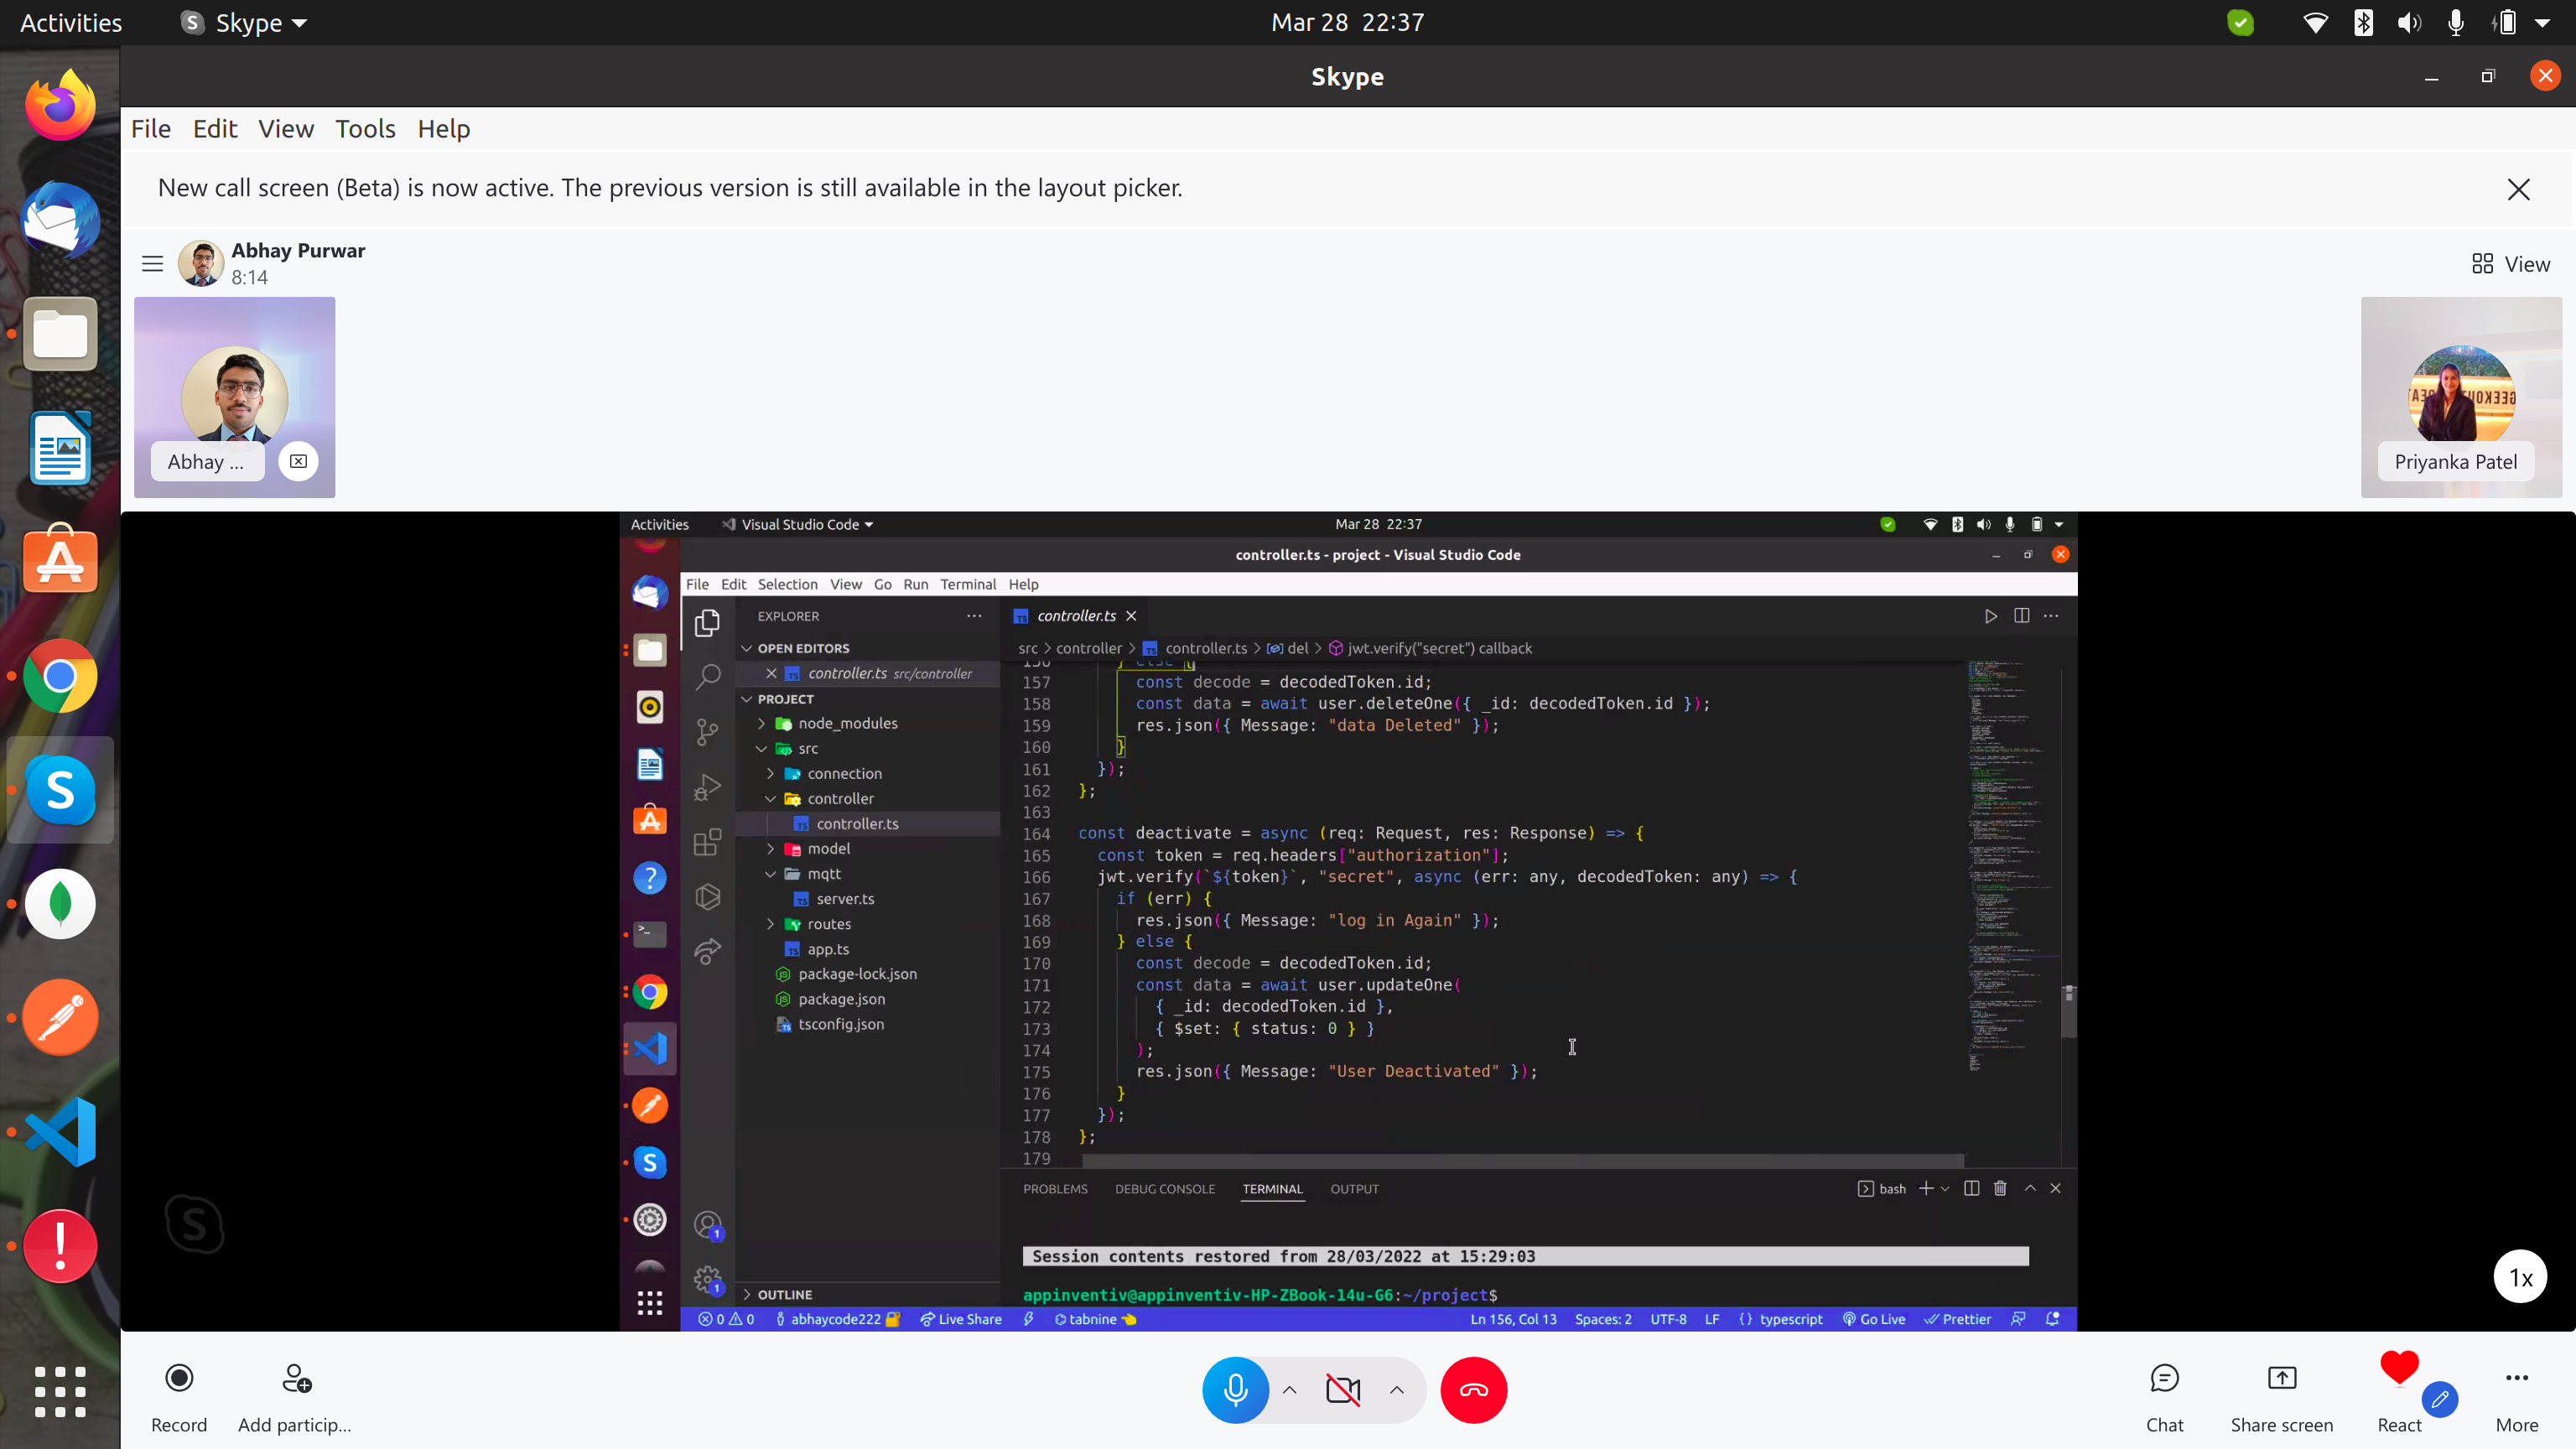 Activities Skype Mar 28 22:37
Skype
File Edit View Tools Help
New call screen (Beta) is now active. The previous version is still available in the layout picker.
Abhay Purwar
8:14
View
Abhay ...
GEEKOU
Priyanka Patel
Activities Visual Studio Code Mar 28 22:37
controller.ts - project - Visual Studio Code
File Edit Selection View Go Run Terminal Help
EXPLORER
OPEN EDITORS
controller.ts src/controller
PROJECT
node_modules
src
connection
controller
controller.ts
model
mqtt
server.ts
routes
app.ts
package-lock.json
package.json
tsconfig.json
OUTLINE
controller.ts
src > controller > controller.ts > del > jwt.verify("secret") callback
156 } else {
157 const decode = decodedToken.id;
158 const data = await user.deleteOne({ _id: decodedToken.id });
159 res.json({ Message: "data Deleted" });
160 }
161 });
162 };
163
164 const deactivate = async (req: Request, res: Response) => {
165 const token = req.headers["authorization"];
166 jwt.verify(`${token}`, "secret", async (err: any, decodedToken: any) => {
167 if (err) {
168 res.json({ Message: "log in Again" });
169 } else {
170 const decode = decodedToken.id;
171 const data = await user.updateOne(
172 { _id: decodedToken.id },
173 { $set: { status: 0 } }
174 );
175 res.json({ Message: "User Deactivated" });
176 }
177 });
178 };
179
PROBLEMS DEBUG CONSOLE TERMINAL OUTPUT bash
Session contents restored from 28/03/2022 at 15:29:03
appinventiv@appinventiv-HP-ZBook-14u-G6:~/project$
0 0 abhaycode222 Live Share tabnine Ln 156, Col 13 Spaces: 2 UTF-8 LF {} typescript Go Live Prettier
1x
Record Add particip... Chat Share screen React More